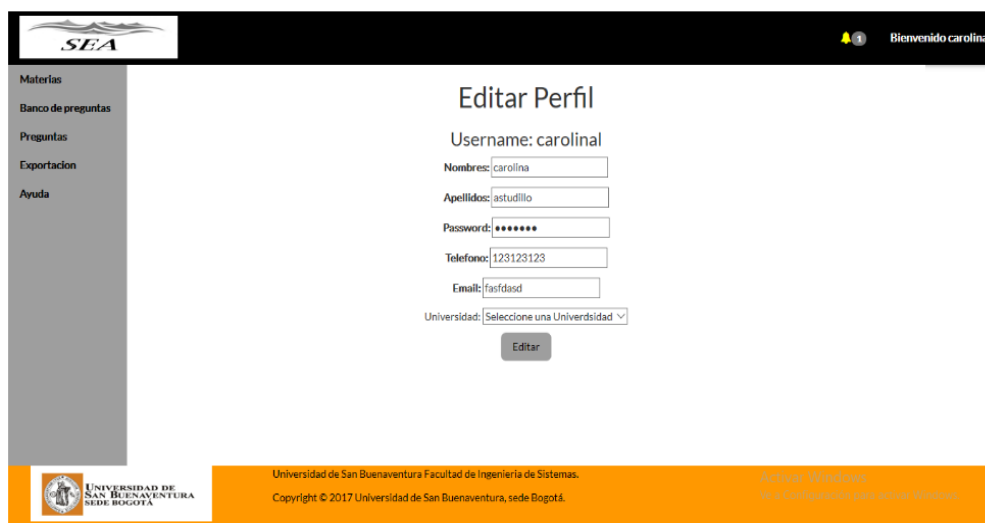 SEA
1
Bienvenido carolina
Materias
Banco de preguntas
Preguntas
Exportacion
Ayuda
Editar Perfil
Username: carolinal
Nombres: carolina
Apellidos: astudillo
Password: •••••••
Telefono: 123123123
Email: fasfdasd
Universidad: Seleccione una Univerdsidad
Editar
UNIVERSIDAD DE
SAN BUENAVENTURA
SEDE BOGOTÁ
Universidad de San Buenaventura Facultad de Ingenieria de Sistemas.
Copyright © 2017 Universidad de San Buenaventura, sede Bogotá.